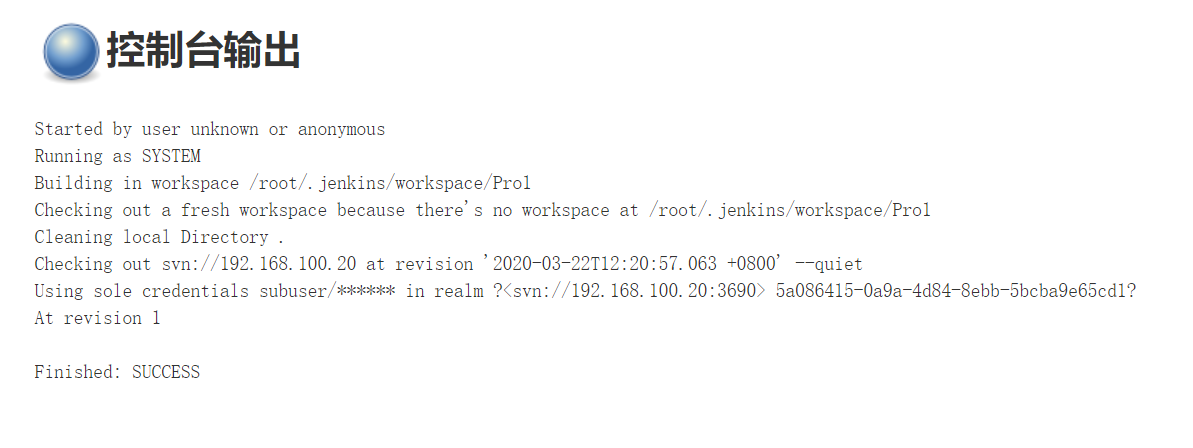 控制台输出
Started by user unknown or anonymous
Running as SYSTEM
Building in workspace /root/.jenkins/workspace/Pro1
Checking out a fresh workspace because there's no workspace at /root/.jenkins/workspace/Pro1
Cleaning local Directory .
Checking out svn://192.168.100.20 at revision '2020-03-22T12:20:57.063 +0800' --quiet
Using sole credentials subuser/****** in realm ?<svn://192.168.100.20:3690> 5a086415-0a9a-4d84-8ebb-5bcba9e65cd1?
At revision 1
Finished: SUCCESS